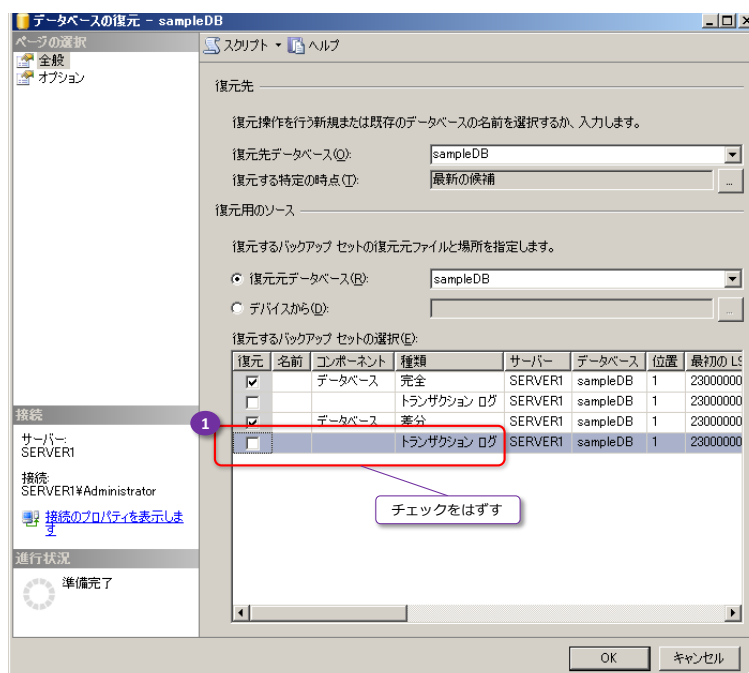 データベースの復元 - sampleDB
ページの選択
全般
オプション
スクリプト ヘルプ
復元先
復元操作を行う新規または既存のデータベースの名前を選択するか、入力します。
復元先データベース(O): sampleDB
復元する特定の時点(T): 最新の候補 ...
復元用のソース
復元するバックアップ セットの復元元ファイルと場所を指定します。
復元元データベース(R): sampleDB
デバイスから(D): ...
復元するバックアップ セットの選択(E):
復元 名前 コンポーネント 種類 サーバー データベース 位置 最初の LS
データベース 完全 SERVER1 sampleDB 1 23000000
トランザクション ログ SERVER1 sampleDB 1 23000000
データベース 差分 SERVER1 sampleDB 1 23000000
1
トランザクション ログ SERVER1 sampleDB 1 23000000
チェックをはずす
接続
サーバー:
SERVER1
接続:
SERVER1¥Administrator
接続のプロパティを表示しま
す
進行状況
準備完了
OK キャンセル